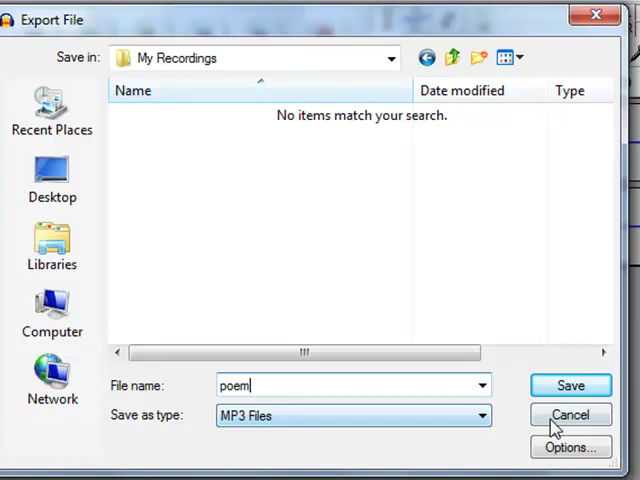 Export File
Save in: My Recordings
Name Date modified Type
No items match your search.
Recent Places
Desktop
Libraries
Computer
Network
File name: poem Save
Save as type: MP3 Files Cancel
Options...